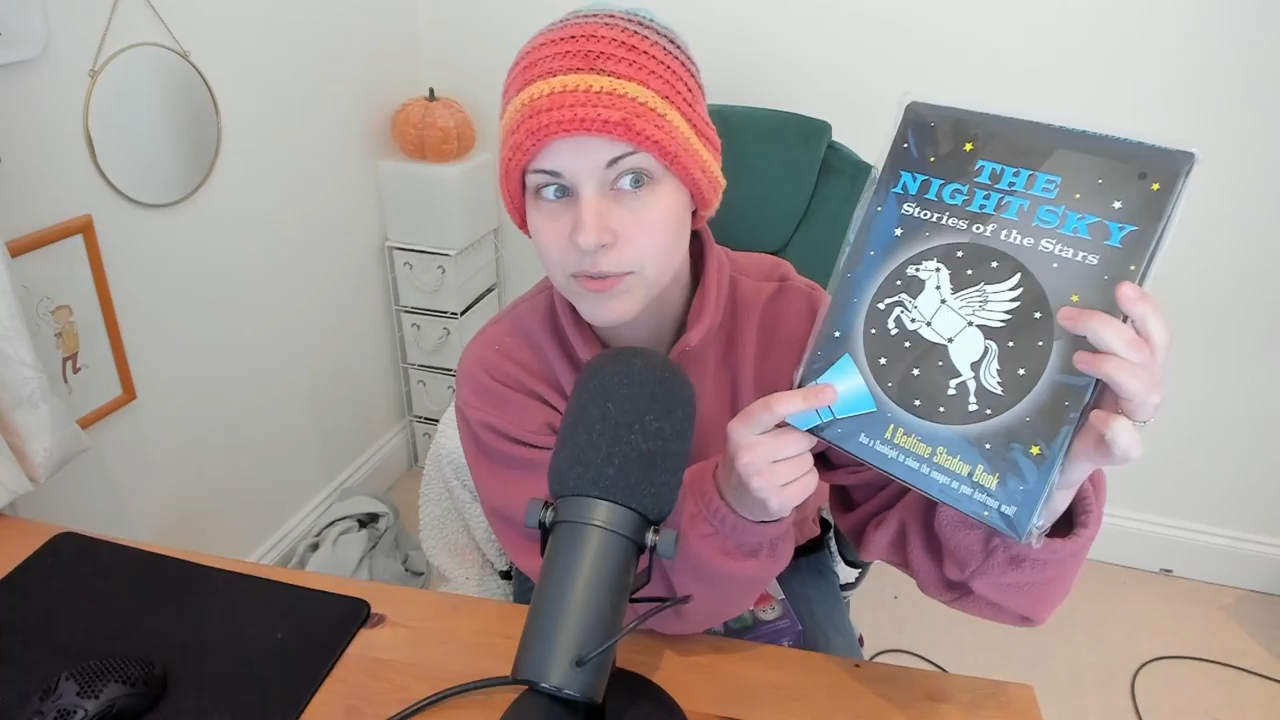 THE
NIGHT SKY
Stories of the Stars
A Bedtime Shadow Book
Use a flashlight to shine the images on your bedroom wall!